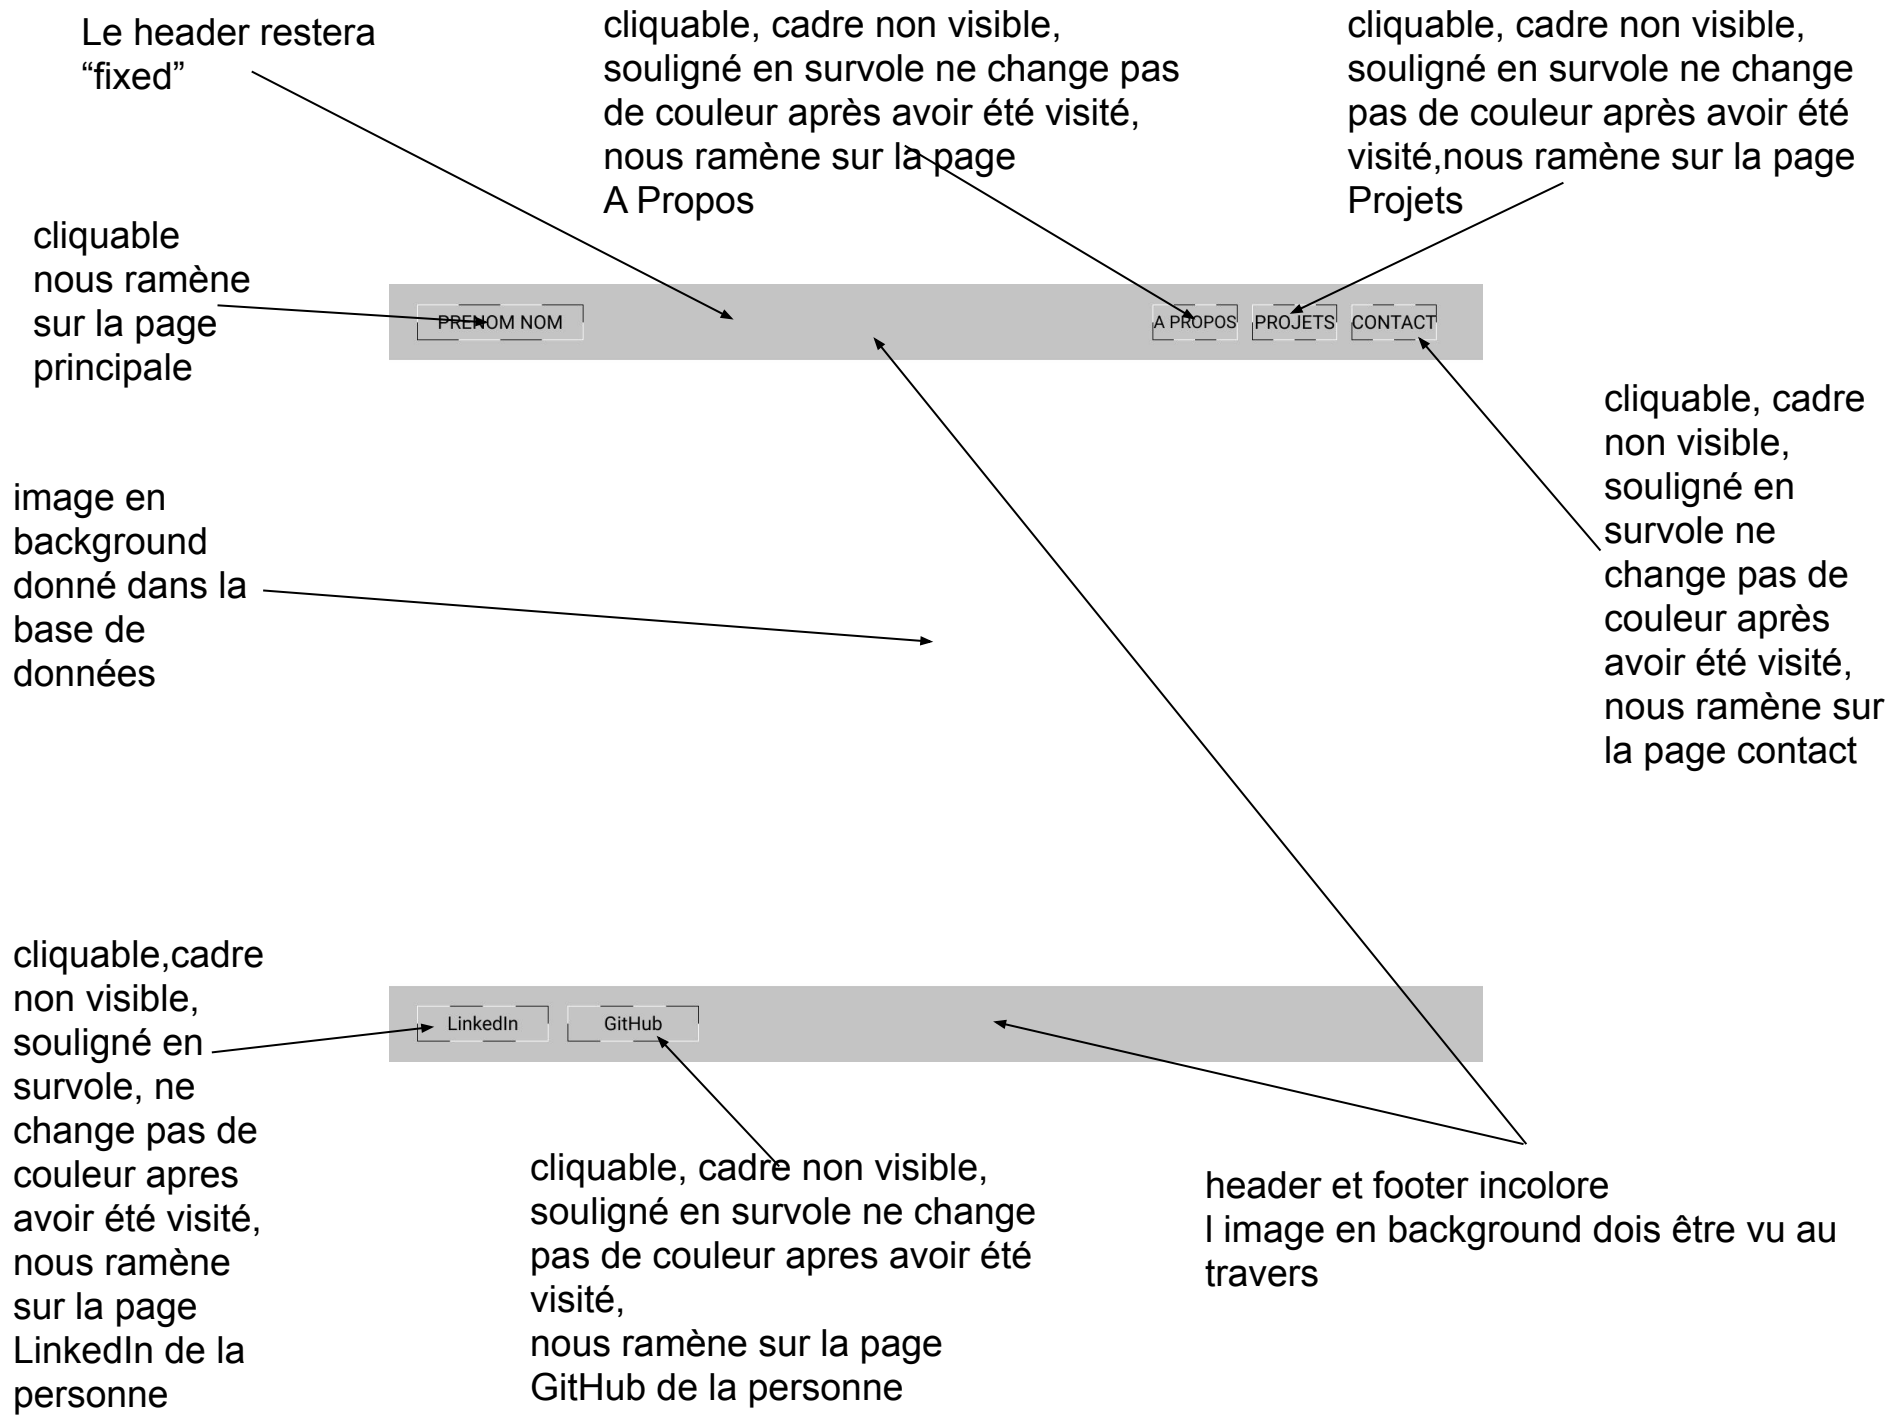 Le header restera
“fixed”
cliquable, cadre non visible,
souligné en survole ne change pas
de couleur après avoir été visité,
nous ramène sur la page
A Propos
cliquable, cadre non visible,
souligné en survole ne change
pas de couleur après avoir été
visité,nous ramène sur la page
Projets
cliquable
nous ramène
sur la page
principale
PRENOM NOM
A PROPOS
PROJETS
CONTACT
cliquable, cadre
non visible,
souligné en
survole ne
change pas de
couleur après
avoir été visité,
nous ramène sur
la page contact
image en
background
donné dans la
base de
données
cliquable,cadre
non visible,
souligné en
survole, ne
change pas de
couleur apres
avoir été visité,
nous ramène
sur la page
LinkedIn de la
personne
LinkedIn
GitHub
cliquable, cadre non visible,
souligné en survole ne change
pas de couleur apres avoir été
visité,
nous ramène sur la page
GitHub de la personne
header et footer incolore
l image en background dois être vu au
travers